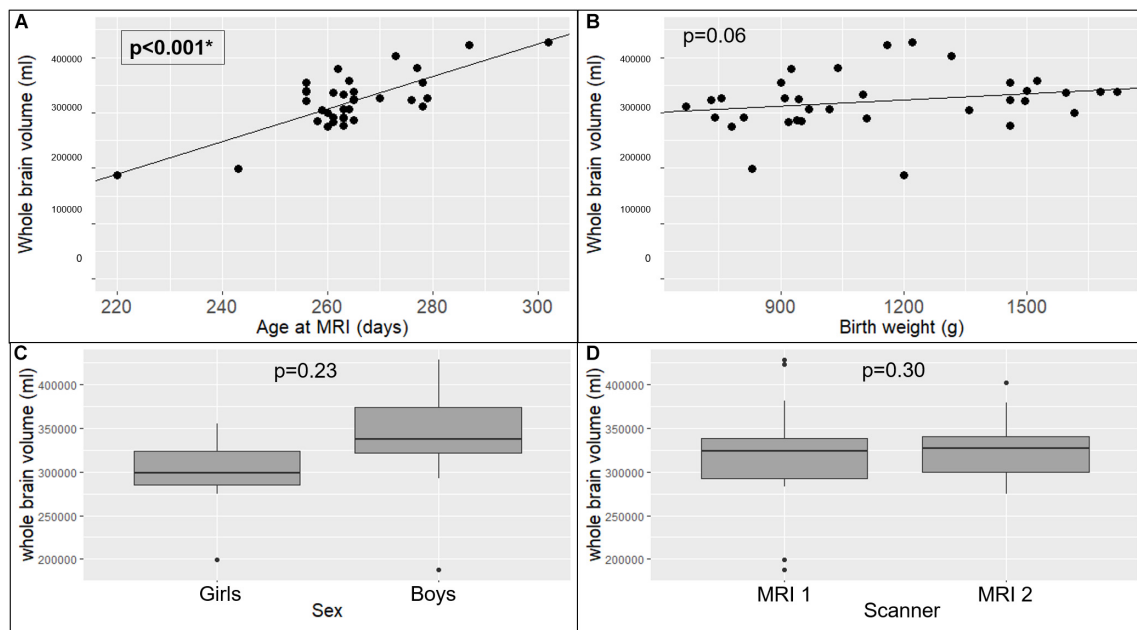 A
p<0.001*
Whole brain volume (ml)
400000
300000
200000
100000
0
220
240
260
280
300
Age at MRI (days)
B
p=0.06
Whole brain volume (ml)
400000
300000
200000
100000
0
900
1200
1500
Birth weight (g)
C
p=0.23
whole brain volume (ml)
400000
350000
300000
250000
200000
Girls
Boys
Sex
D
p=0.30
whole brain volume (ml)
400000
350000
300000
250000
200000
MRI 1
MRI 2
Scanner